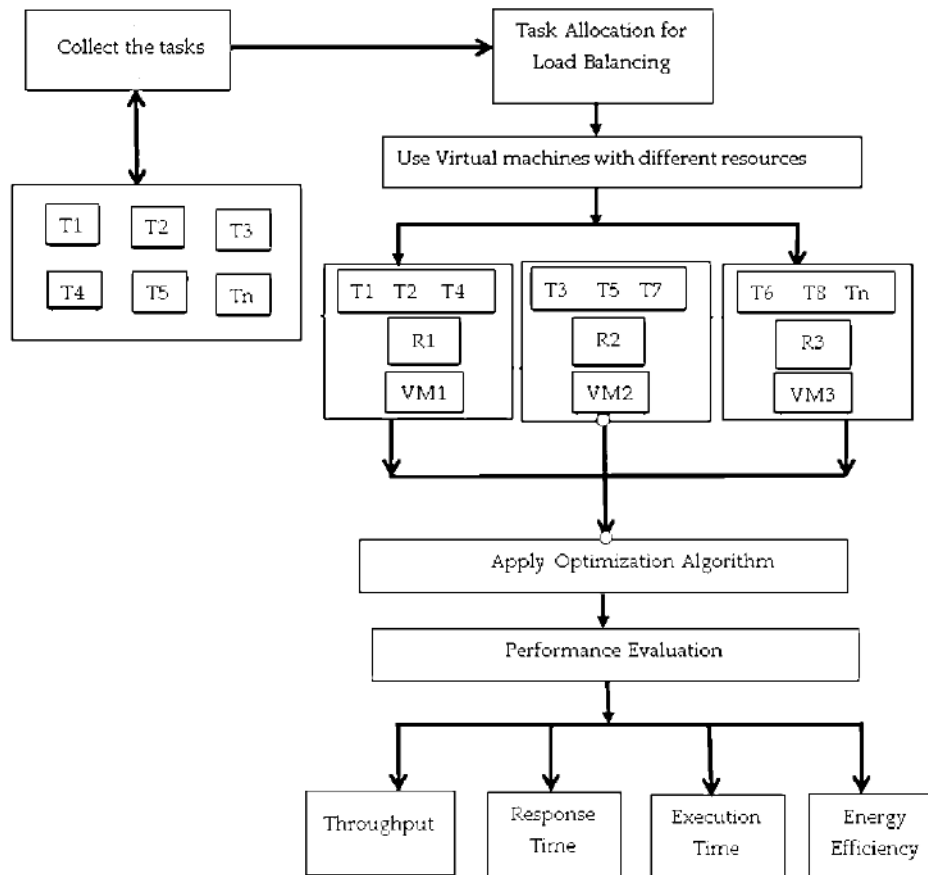 Collect the tasks
Task Allocation for
Load Balancing
Use Virtual machines with different resources
T1 T2 T3
T4 T5 Tn
T1 T2 T4
R1
VM1
T3 T5 T7
R2
VM2
T6 T8 Tn
R3
VM3
Apply Optimization Algorithm
Performance Evaluation
Throughput
Response
Time
Execution
Time
Energy
Efficiency